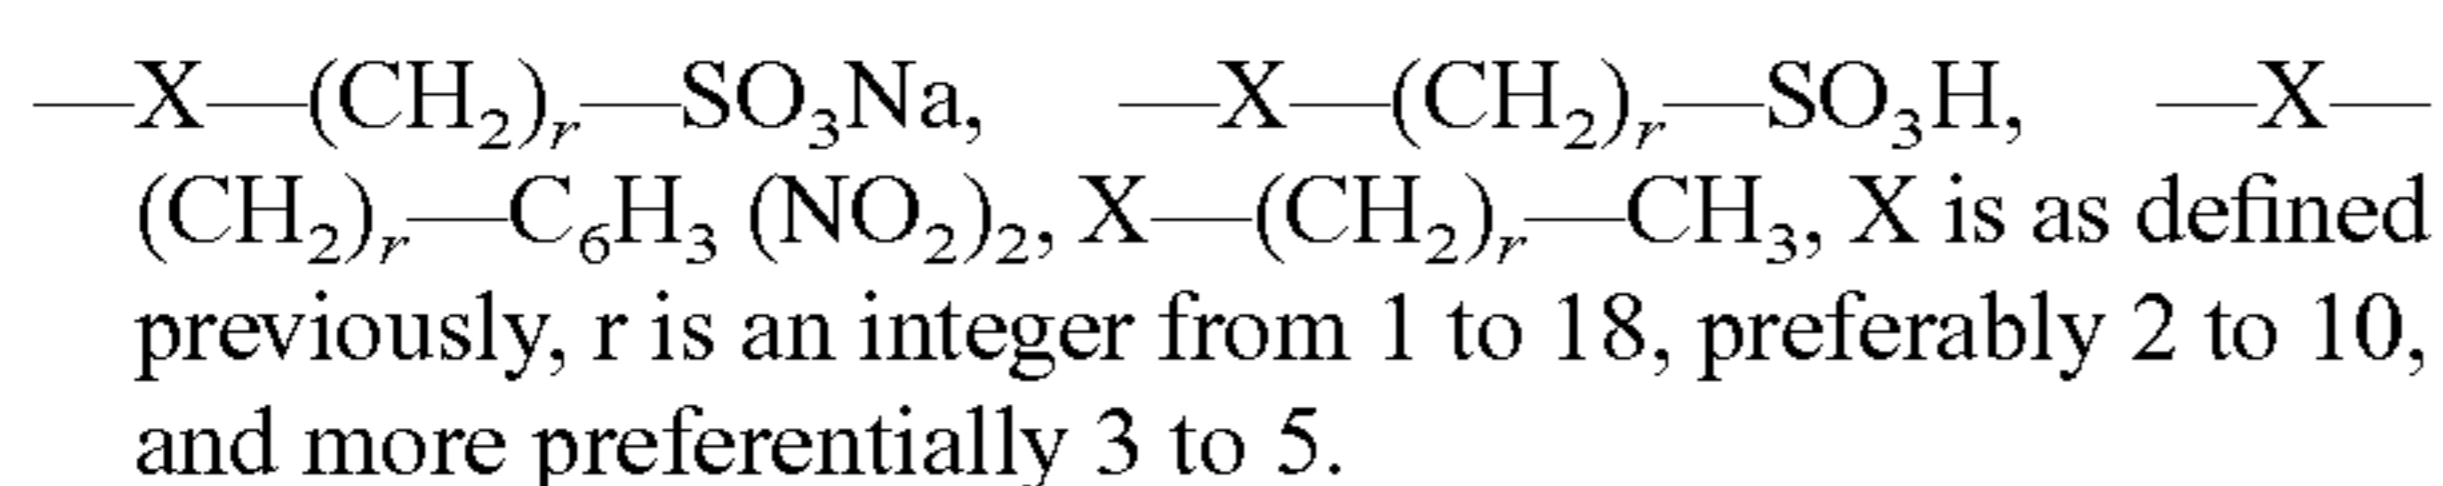 —X—(CH₂)ᵣ—SO₃Na, —X—(CH₂)ᵣ—SO₃H, —X—
(CH₂)ᵣ—C₆H₃ (NO₂)₂, X—(CH₂)ᵣ—CH₃, X is as defined
previously, r is an integer from 1 to 18, preferably 2 to 10,
and more preferentially 3 to 5.